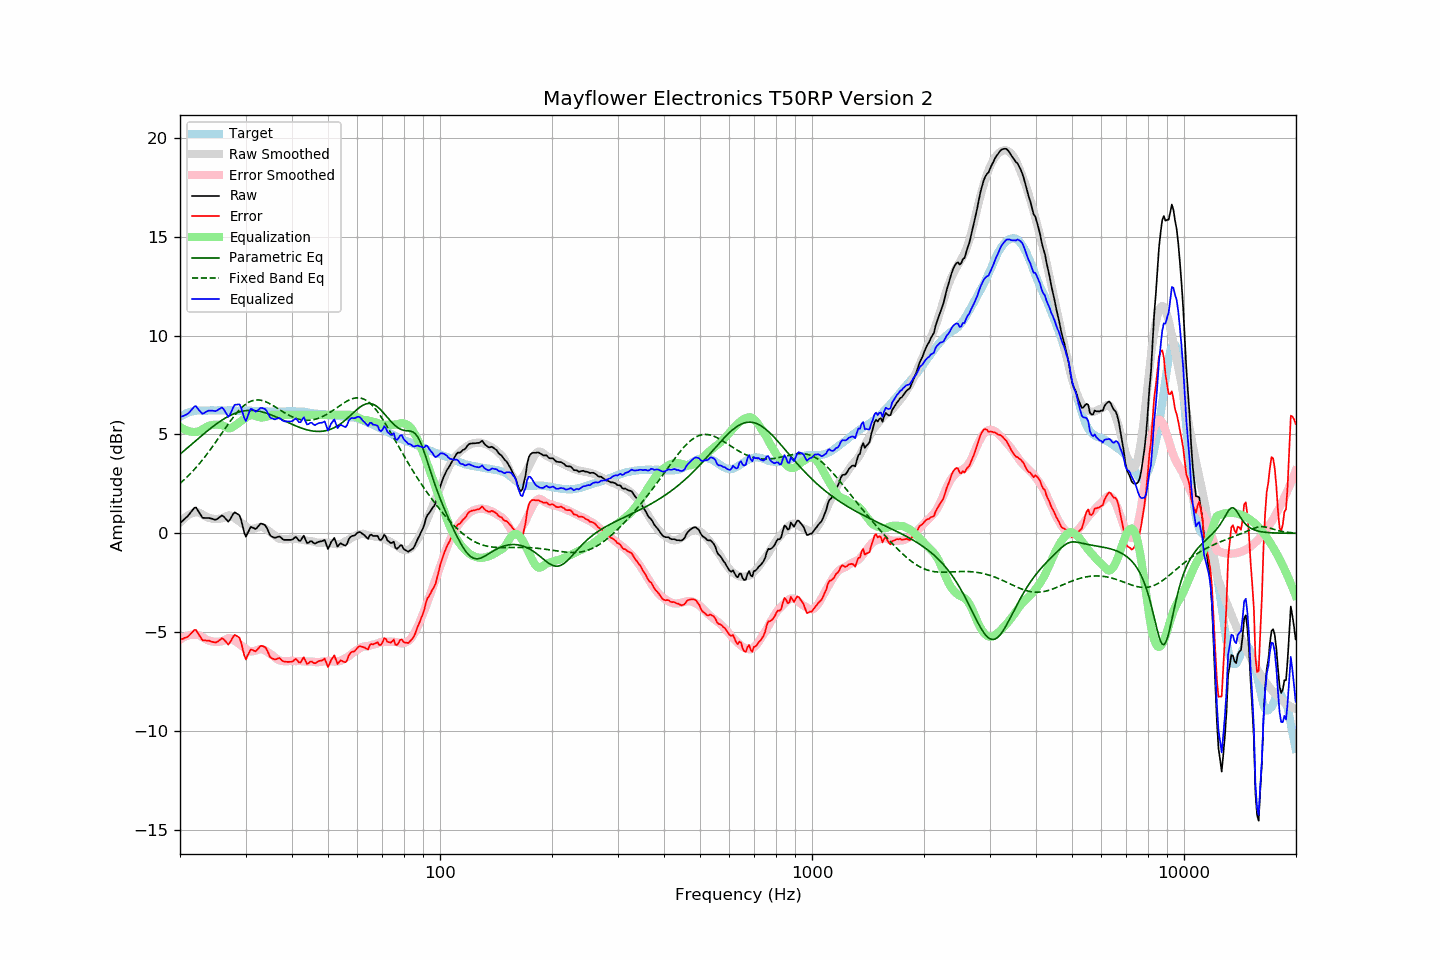 Mayflower Electronics T50RP Version 2
Target
Raw Smoothed
Error Smoothed
Raw
Error
Equalization
Parametric Eq
Fixed Band Eq
Equalized
20
15
10
5
0
−5
−10
−15
Amplitude (dBr)
100 1000 10000
Frequency (Hz)